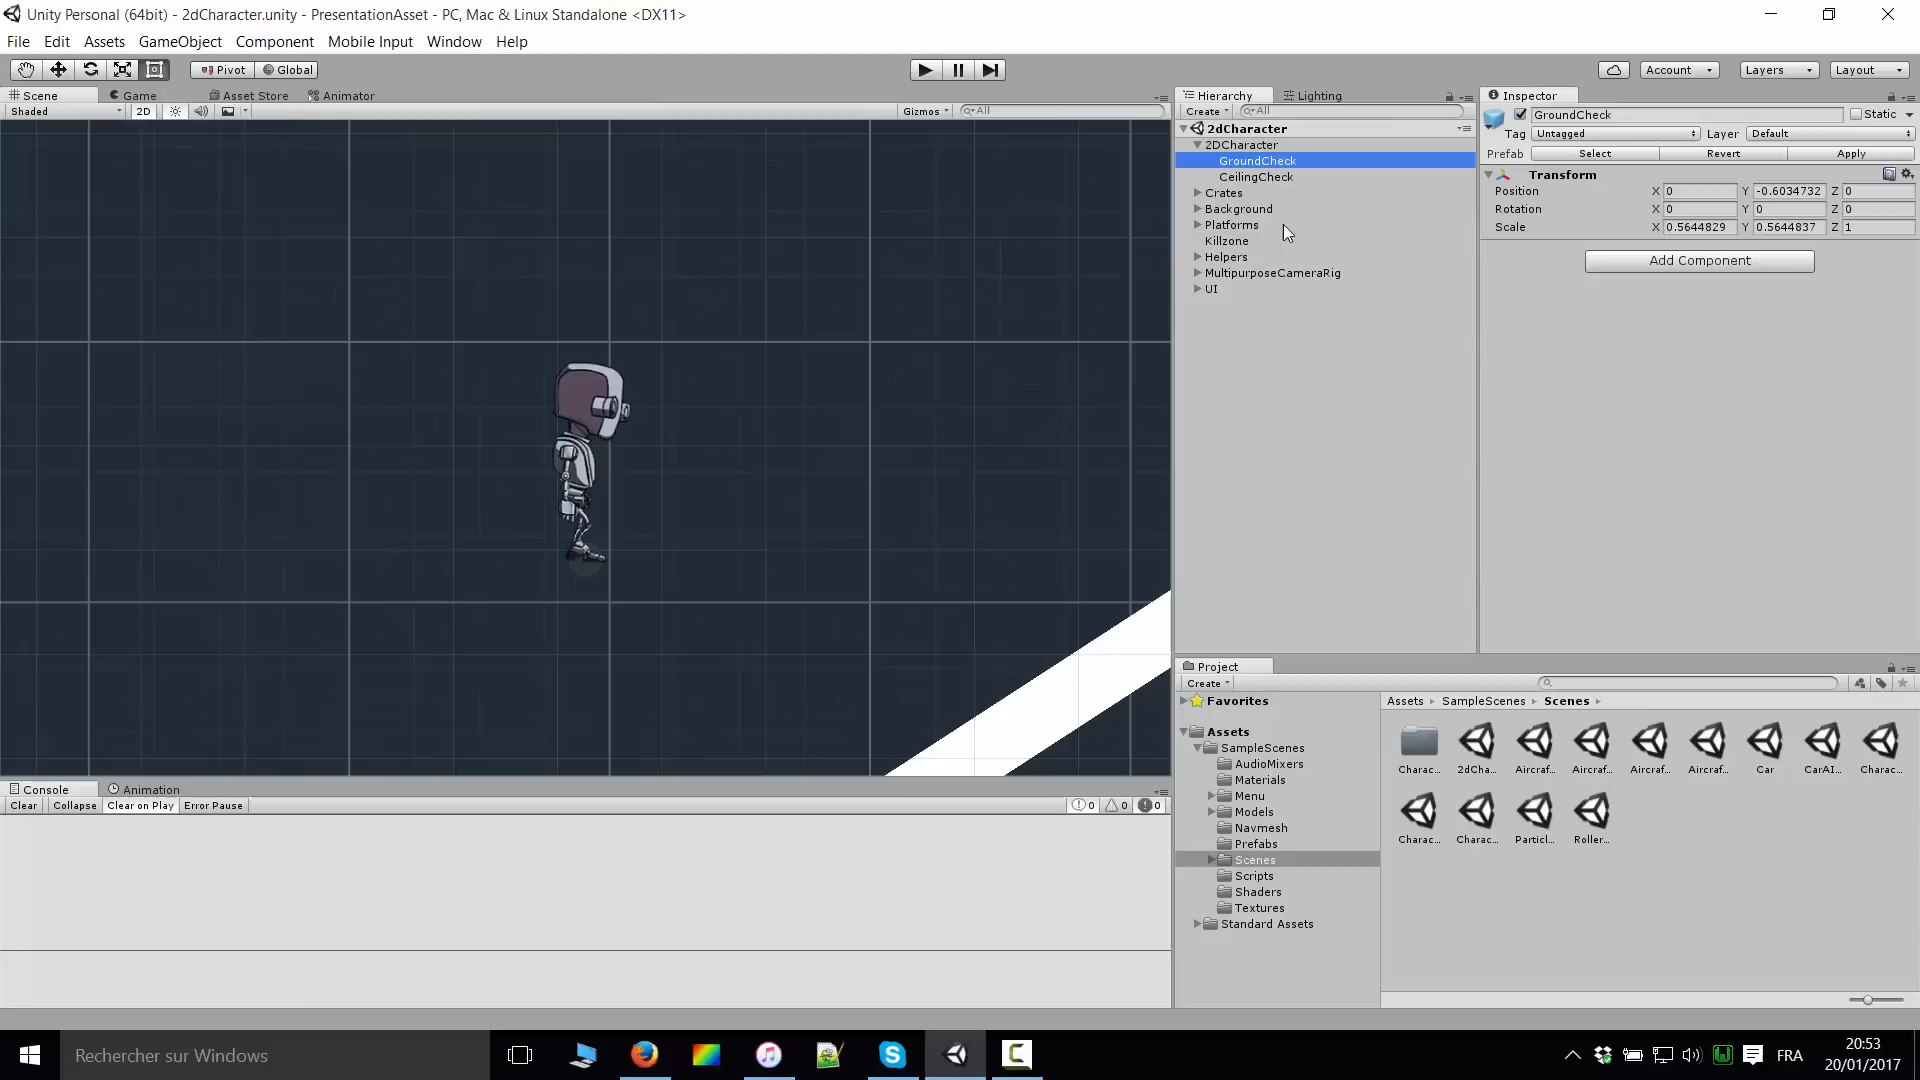 Unity Personal (64bit) - 2dCharacter.unity - PresentationAsset - PC, Mac & Linux Standalone <DX11>
File Edit Assets GameObject Component Mobile Input Window Help
Pivot Global Account Layers Layout
Scene Game Asset Store Animator
Shaded 2D Gizmos All
Hierarchy Lighting
Create All
2dCharacter
2DCharacter
GroundCheck
CeilingCheck
Crates
Background
Platforms
Killzone
Helpers
MultipurposeCameraRig
UI
Inspector
GroundCheck Static
Tag Untagged Layer Default
Prefab Select Revert Apply
Transform
Position X 0 Y -0.6034732 Z 0
Rotation X 0 Y 0 Z 0
Scale X 0.5644829 Y 0.5644837 Z 1
Add Component
Project
Create
Favorites
Assets
SampleScenes
AudioMixers
Materials
Menu
Models
Navmesh
Prefabs
Scenes
Scripts
Shaders
Textures
Standard Assets
Assets SampleScenes Scenes
Charac... 2dCha... Aircraf... Aircraf... Aircraf... Aircraf... Car CarAI... Charac...
Charac... Charac... Particl... Roller...
Console Animation
Clear Collapse Clear on Play Error Pause 0 0 0
Rechercher sur Windows
FRA
20:53
20/01/2017